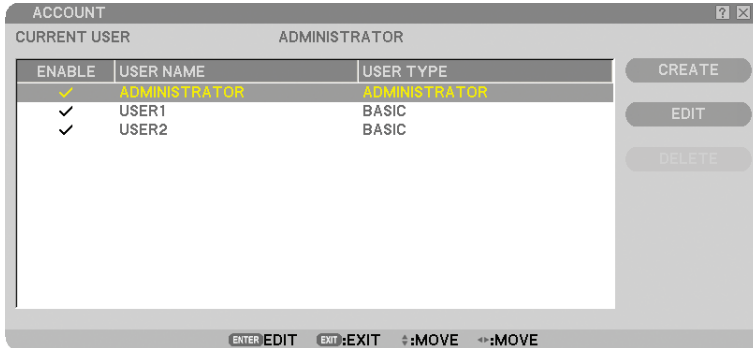 ACCOUNT ? X
CURRENT USER ADMINISTRATOR
ENABLE USER NAME USER TYPE CREATE
✓ ADMINISTRATOR ADMINISTRATOR
✓ USER1 BASIC EDIT
✓ USER2 BASIC
DELETE
ENTER EDIT EXIT :EXIT :MOVE :MOVE